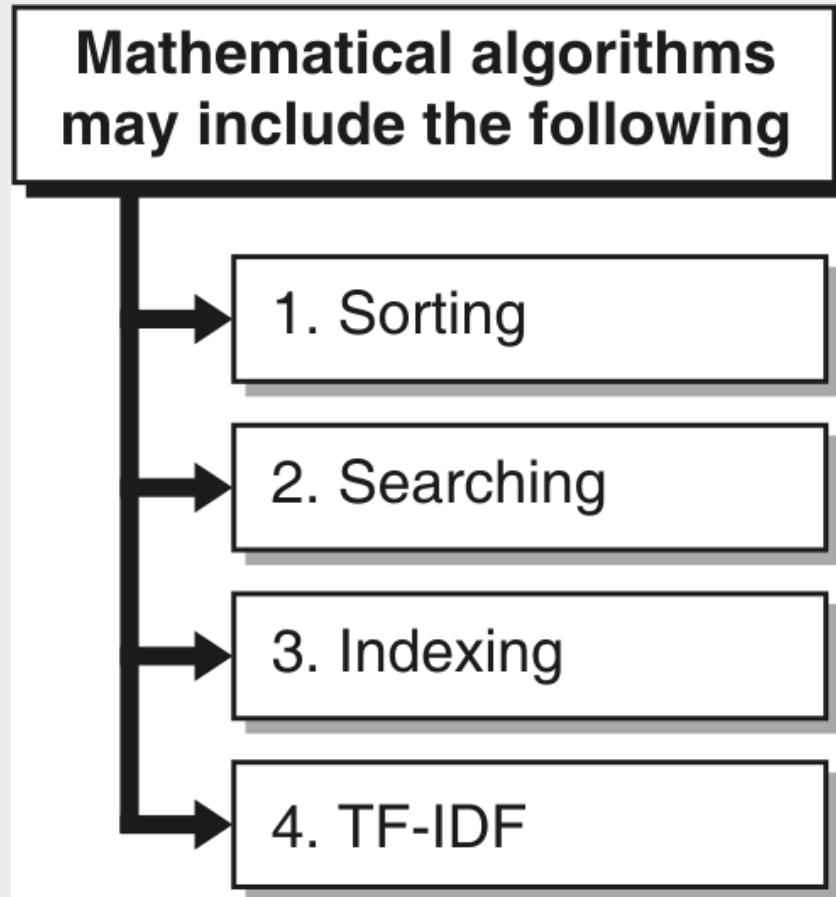 Mathematical algorithms
may include the following
1. Sorting
2. Searching
3. Indexing
4. TF-IDF